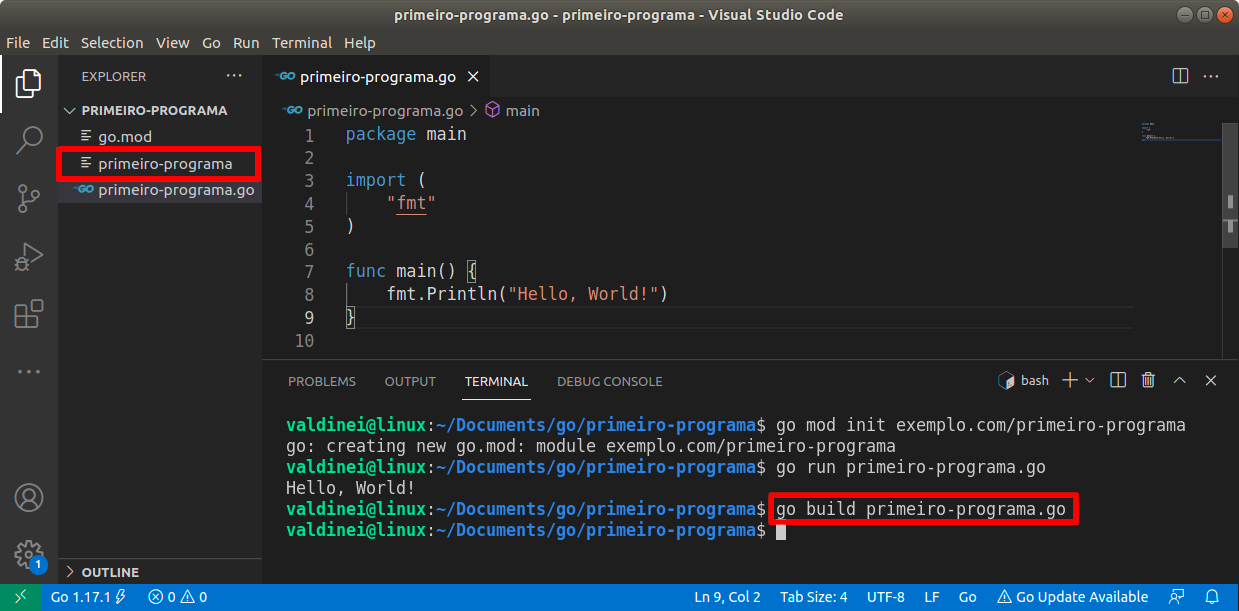 primeiro-programa.go - primeiro-programa - Visual Studio Code
File Edit Selection View Go Run Terminal Help
EXPLORER ···
PRIMEIRO-PROGRAMA
go.mod
primeiro-programa
GO primeiro-programa.go
GO primeiro-programa.go
GO primeiro-programa.go > main
1 package main
2
3 import (
4     "fmt"
5 )
6
7 func main() {
8     fmt.Println("Hello, World!")
9 }
10
PROBLEMS OUTPUT TERMINAL DEBUG CONSOLE bash
valdinei@linux:~/Documents/go/primeiro-programa$ go mod init exemplo.com/primeiro-programa
go: creating new go.mod: module exemplo.com/primeiro-programa
valdinei@linux:~/Documents/go/primeiro-programa$ go run primeiro-programa.go
Hello, World!
valdinei@linux:~/Documents/go/primeiro-programa$ go build primeiro-programa.go
valdinei@linux:~/Documents/go/primeiro-programa$
1
OUTLINE
Go 1.17.1 0 0 Ln 9, Col 2 Tab Size: 4 UTF-8 LF Go Go Update Available